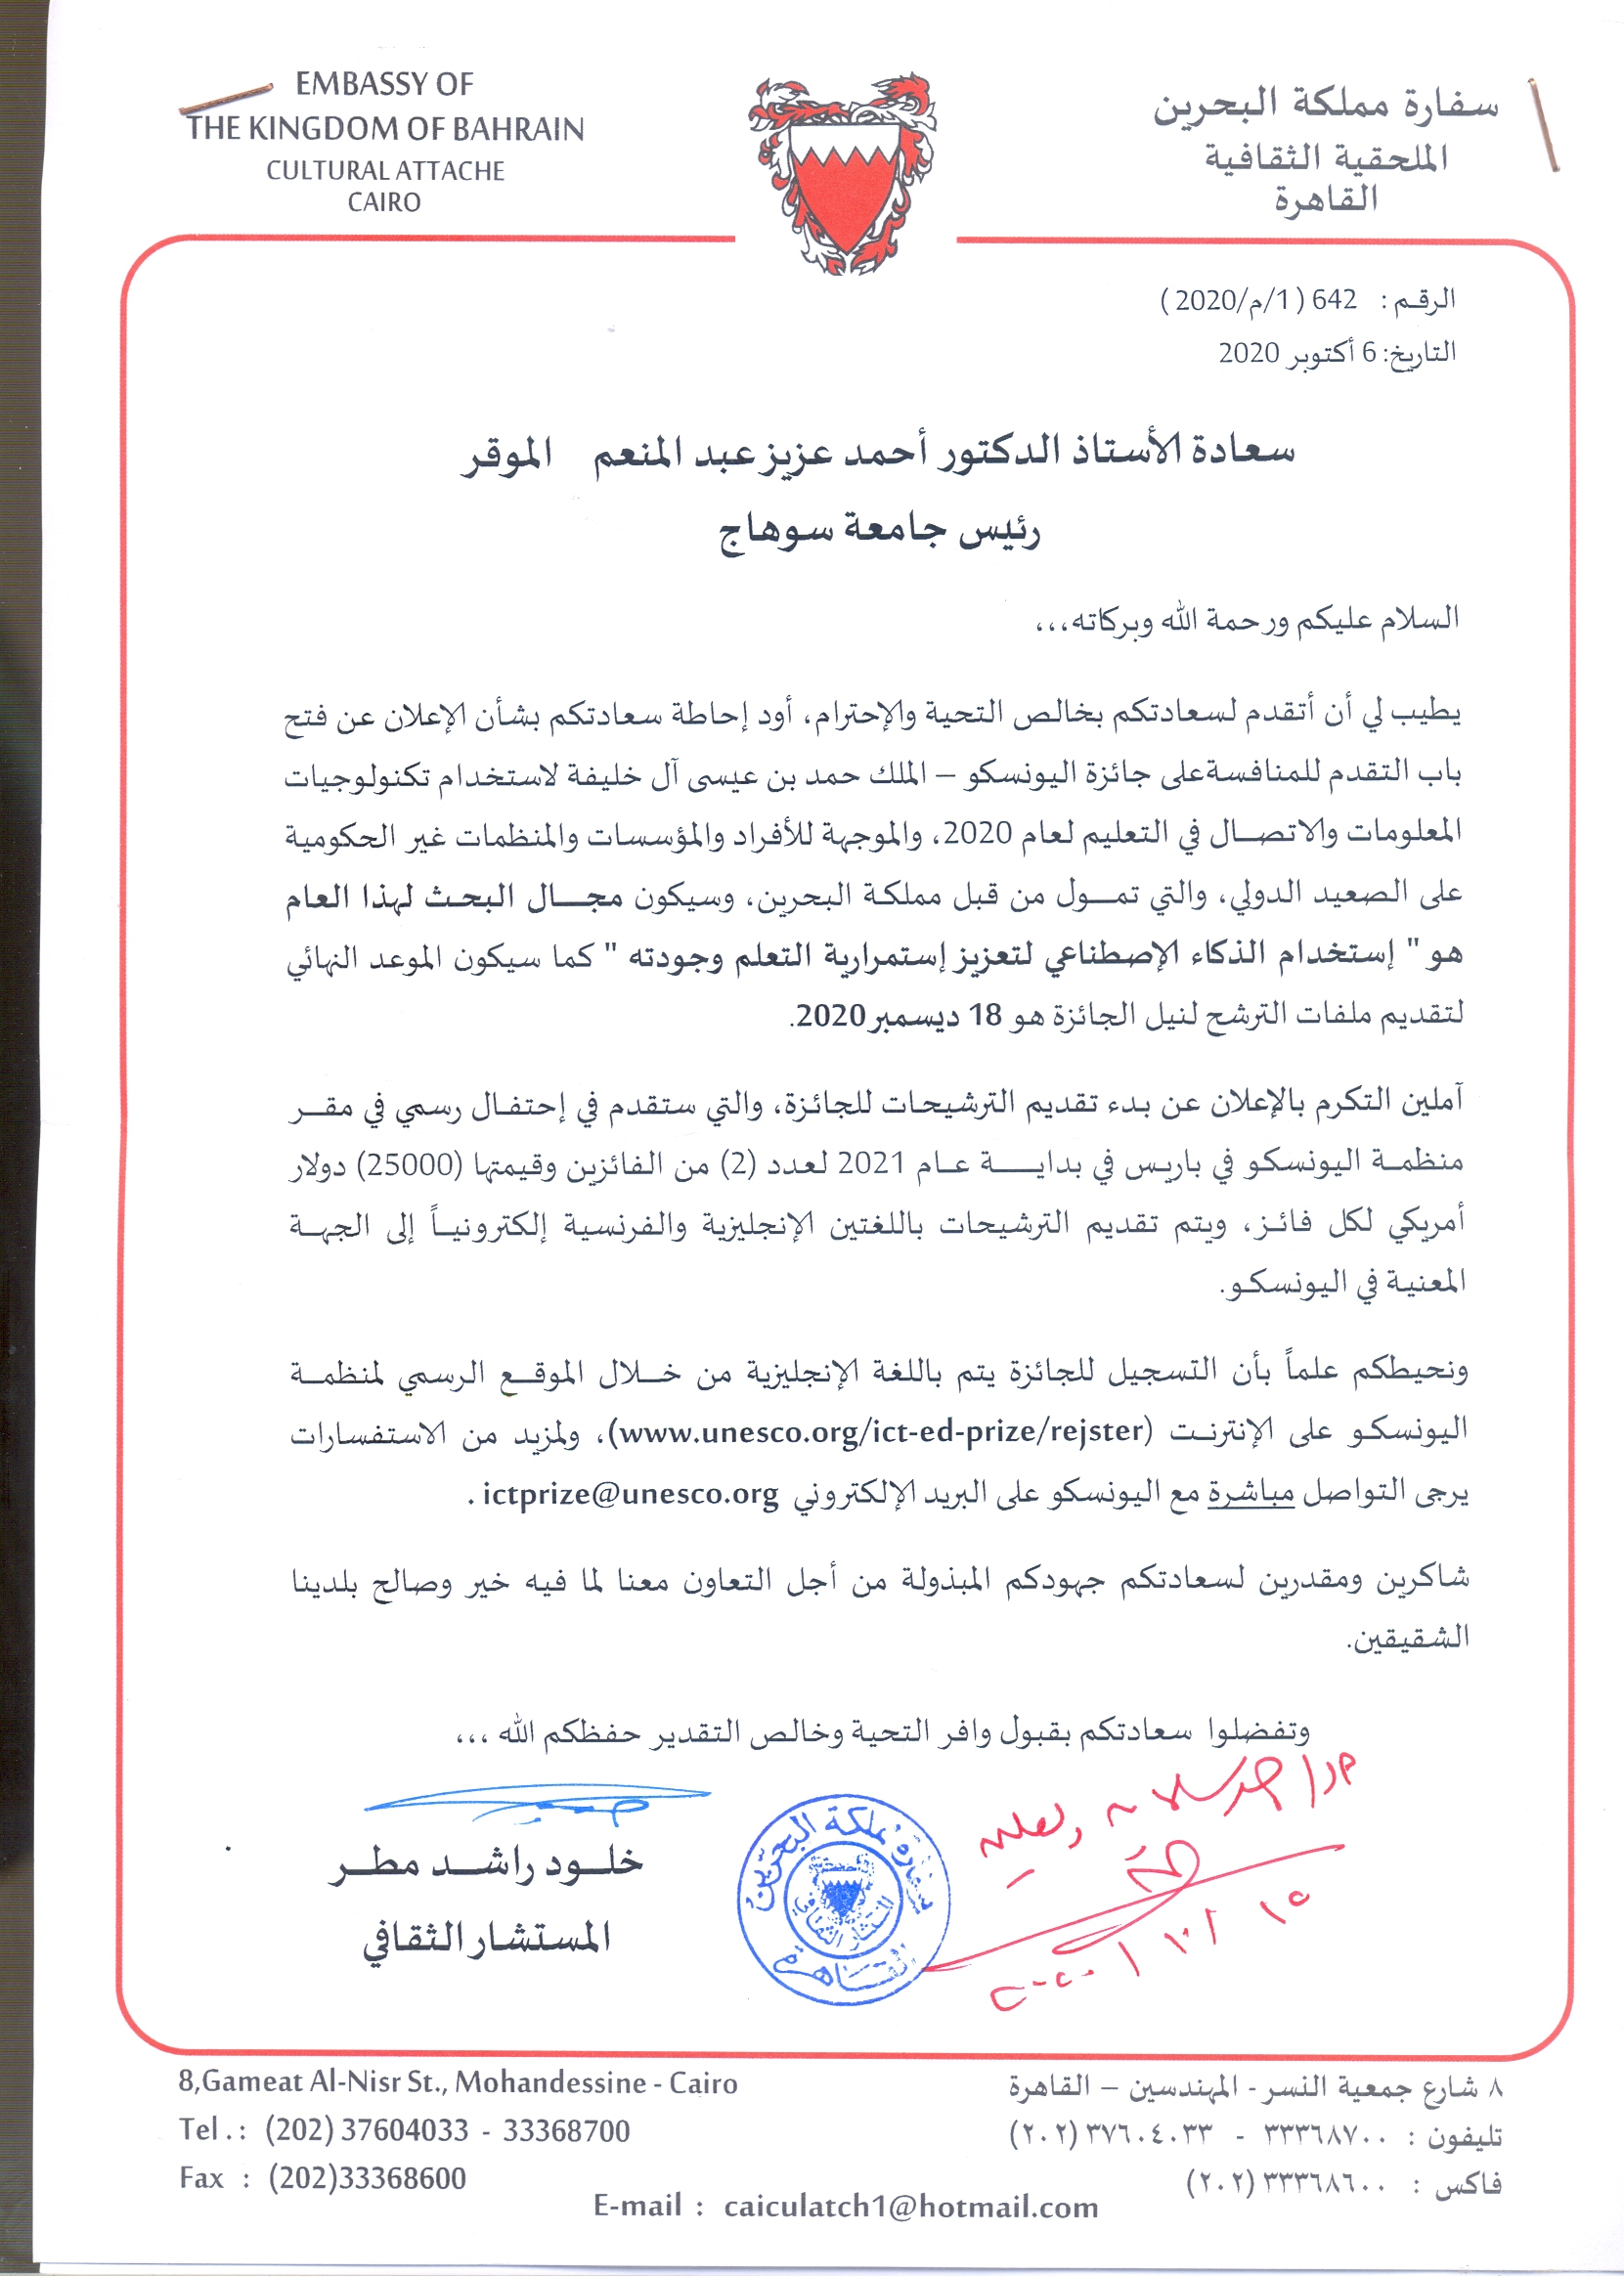 EMBASSY OF
THE KINGDOM OF BAHRAIN
CULTURAL ATTACHE
CAIRO
سفارة مملكة البحرين
الملحقية الثقافية
القاهرة
الرقم : 642 (1/م/2020)
التاريخ: 6 أكتوبر 2020
سعادة الأستاذ الدكتور أحمد عزيز عبد المنعم الموقر
رئيس جامعة سوهاج
السلام عليكم ورحمة الله وبركاته،،،
يطيب لي أن أتقدم لسعادتكم بخالص التحية والإحترام، أود إحاطة سعادتكم بشأن الإعلان عن فتح
باب التقدم للمنافسة على جائزة اليونسكو – الملك حمد بن عيسى آل خليفة لاستخدام تكنولوجيات
المعلومات والاتصال في التعليم لعام 2020، والموجهة للأفراد والمؤسسات والمنظمات غير الحكومية
على الصعيد الدولي، والتي تمول من قبل مملكة البحرين، وسيكون مجال البحث لهذا العام
هو " إستخدام الذكاء الإصطناعي لتعزيز إستمرارية التعلم وجودته " كما سيكون الموعد النهائي
لتقديم ملفات الترشح لنيل الجائزة هو 18 ديسمبر 2020.
آملين التكرم بالإعلان عن بدء تقديم الترشيحات للجائزة، والتي ستقدم في إحتفال رسمي في مقر
منظمة اليونسكو في باريس في بداية عام 2021 لعدد (2) من الفائزين وقيمتها (25000) دولار
أمريكي لكل فائز، ويتم تقديم الترشيحات باللغتين الإنجليزية والفرنسية إلكترونياً إلى الجهة
المعنية في اليونسكو.
ونحيطكم علماً بأن التسجيل للجائزة يتم باللغة الإنجليزية من خلال الموقع الرسمي لمنظمة
اليونسكو على الإنترنت (www.unesco.org/ict-ed-prize/rejster)، ولمزيد من الاستفسارات
يرجى التواصل مباشرة مع اليونسكو على البريد الإلكتروني ictprize@unesco.org .
شاكرين ومقدرين لسعادتكم جهودكم المبذولة من أجل التعاون معنا لما فيه خير وصالح بلدينا
الشقيقين.
وتفضلوا سعادتكم بقبول وافر التحية وخالص التقدير حفظكم الله ،،،
خلود راشد مطر
المستشار الثقافي
سفارة مملكة البحرين
المستشار الثقافي
القاهرة
١٥ / ١٠ / ٢٠٢٠
8,Gameat Al-Nisr St., Mohandessine - Cairo
Tel.: (202) 37604033 - 33368700
Fax : (202)33368600
٨ شارع جمعية النسر - المهندسين – القاهرة
تليفون : ٣٣٣٦٨٧٠٠ - ٣٧٦٠٤٠٣٣ (٢٠٢)
فاكس : ٣٣٣٦٨٦٠٠ (٢٠٢)
E-mail : caiculatch1@hotmail.com